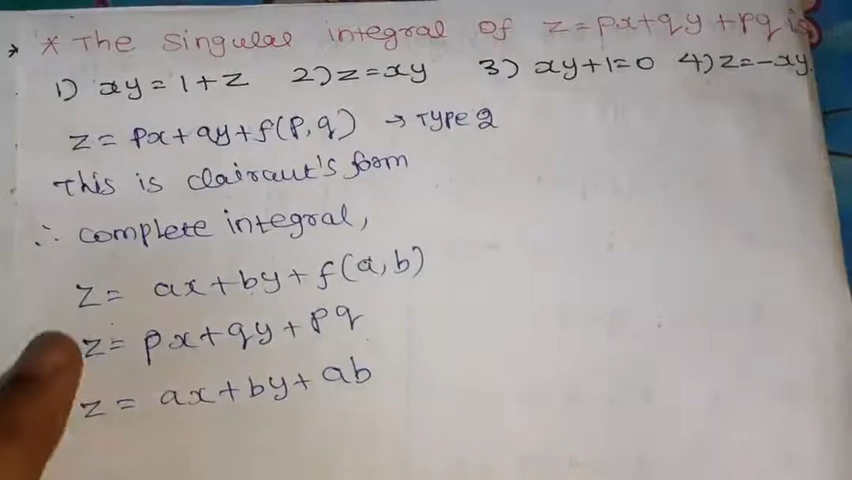 * The singular integral of z=px+qy+pq is
1) xy=1+z 2) z=xy 3) xy+1=0 4) z=-xy.
z= px+qy+f(p,q) → Type 2
This is clairaut's form
∴ complete integral,
z= ax+by+f(a,b)
z= px+qy+pq
z= ax+by+ab